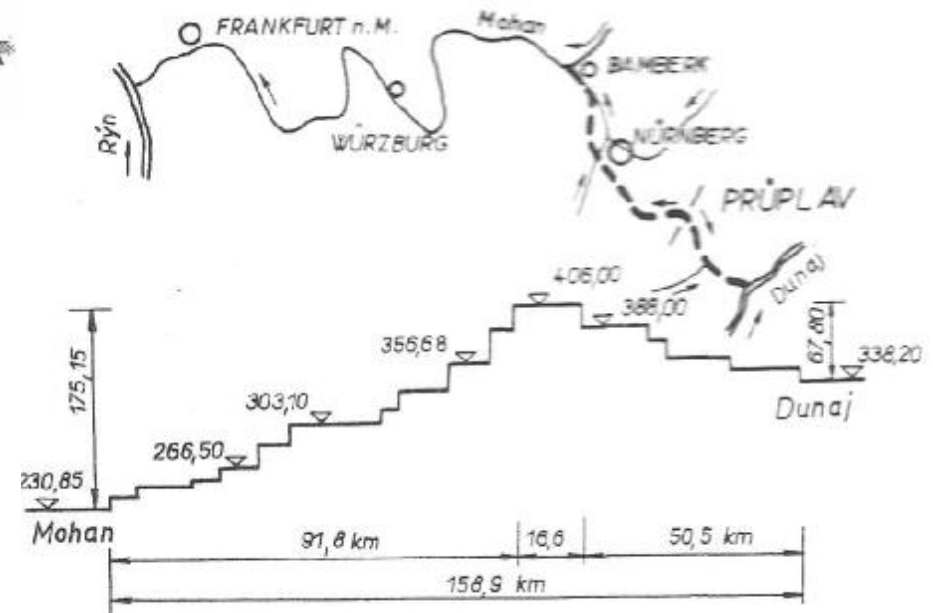 FRANKFURT n. M.
Mohan
BAMBERK
Rýn
WÜRZBURG
NÜRNBERG
PRŮPLAV
Dunaj
406,00
388,00
67,80
338,20
356,68
175,15
303,10
266,50
230,85
Dunaj
Mohan
91,8 km
16,6
50,5 km
158,9 km